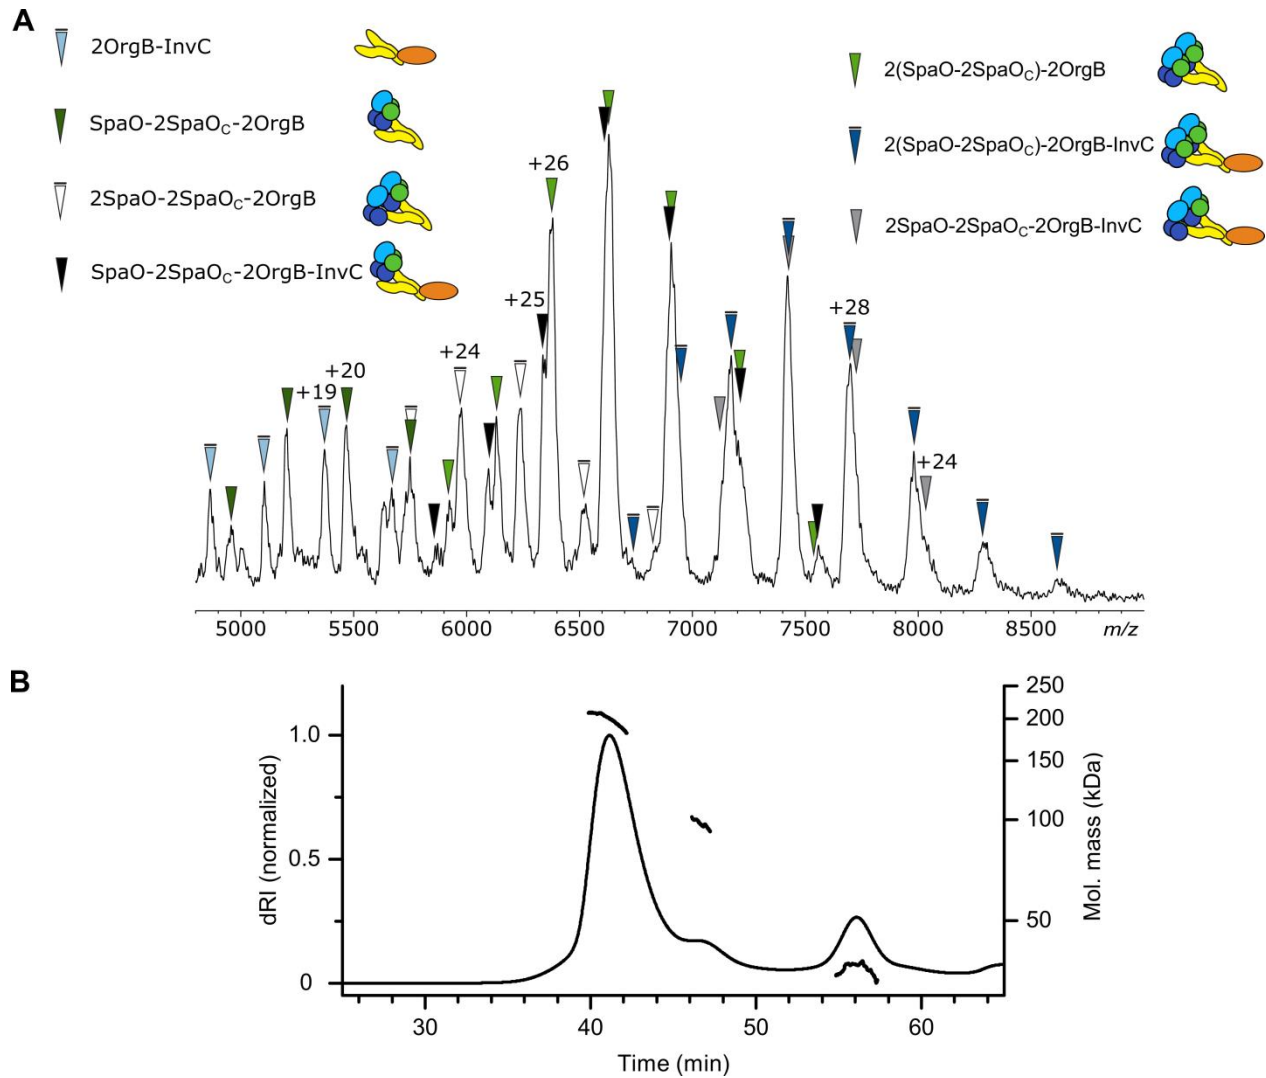 A
2OrgB-InvC
SpaO-2SpaOC-2OrgB
2SpaO-2SpaOC-2OrgB
SpaO-2SpaOC-2OrgB-InvC
2(SpaO-2SpaOC)-2OrgB
2(SpaO-2SpaOC)-2OrgB-InvC
2SpaO-2SpaOC-2OrgB-InvC
+26
+25
+28
+24
+20
+19
+24
5000 5500 6000 6500 7000 7500 8000 8500 m/z
B
dRI (normalized)
1.0
0.5
0
250
200
150
100
50
Mol. mass (kDa)
30 40 50 60
Time (min)